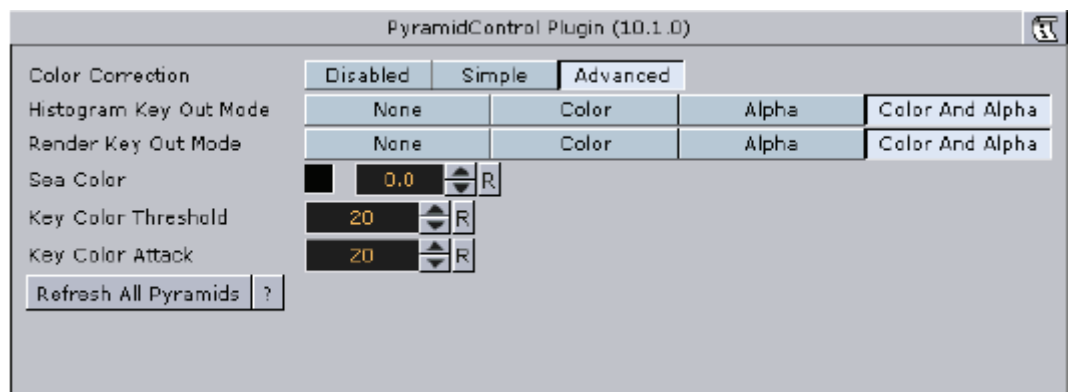 PyramidControl Plugin (10.1.0)
Color Correction Disabled Simple Advanced
Histogram Key Out Mode None Color Alpha Color And Alpha
Render Key Out Mode None Color Alpha Color And Alpha
Sea Color 0.0 R
Key Color Threshold 20 R
Key Color Attack 20 R
Refresh All Pyramids ?